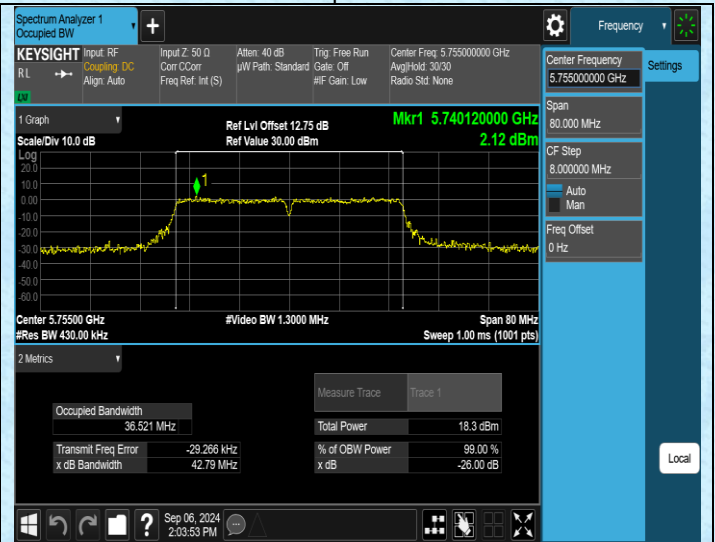 Spectrum Analyzer 1
Occupied BW
Frequency
KEYSIGHT
RL
LXI
Input: RF
Coupling: DC
Align: Auto
Input Z: 50 Ω
Corr CCorr
Freq Ref: Int (S)
Atten: 40 dB
µW Path: Standard
Trig: Free Run
Gate: Off
#IF Gain: Low
Center Freq: 5.755000000 GHz
Avg|Hold: 30/30
Radio Std: None
Center Frequency
5.755000000 GHz
Settings
Span
80.000 MHz
CF Step
8.000000 MHz
Auto
Man
Freq Offset
0 Hz
1 Graph
Scale/Div 10.0 dB
Ref Lvl Offset 12.75 dB
Ref Value 30.00 dBm
Mkr1 5.740120000 GHz
2.12 dBm
Log
20.0
10.0
0.00
-10.0
-20.0
-30.0
-40.0
-50.0
-60.0
1
Center 5.75500 GHz
#Res BW 430.00 kHz
#Video BW 1.3000 MHz
Span 80 MHz
Sweep 1.00 ms (1001 pts)
2 Metrics
Measure Trace Trace 1
Occupied Bandwidth
36.521 MHz
Total Power 18.3 dBm
Transmit Freq Error -29.266 kHz
% of OBW Power 99.00 %
x dB Bandwidth 42.79 MHz
x dB -26.00 dB
Local
?
Sep 06, 2024
2:03:53 PM